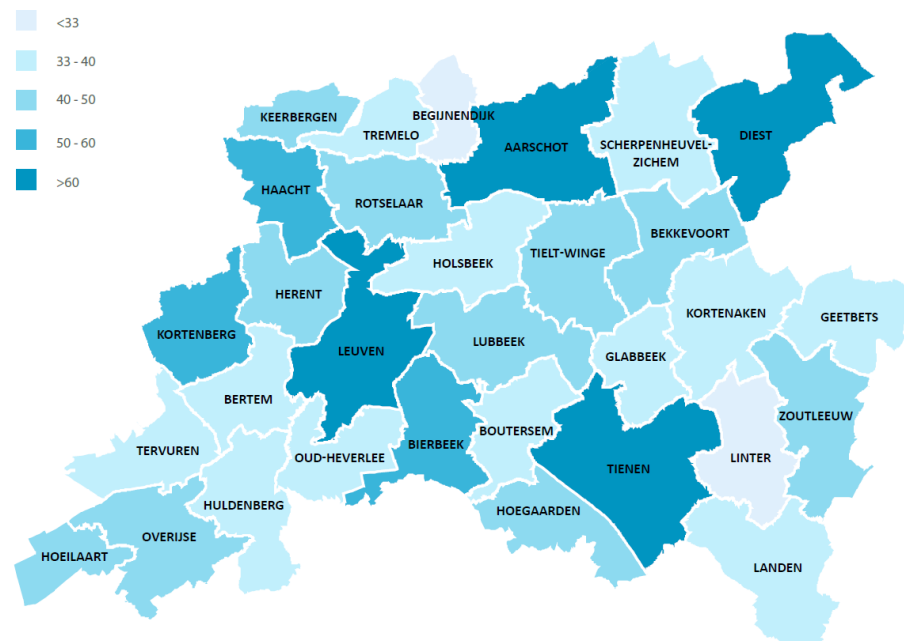 <33
33 - 40
40 - 50
50 - 60
>60
KEERBERGEN
TREMELO
BEGIJNENDIJK
AARSCHOT
SCHERPENHEUVEL-
ZICHEM
DIEST
HAACHT
ROTSELAAR
HOLSBEEK
TIELT-WINGE
BEKKEVOORT
HERENT
KORTENBERG
LEUVEN
LUBBEEK
GLABBEEK
KORTENAKEN
GEETBETS
BERTEM
TERVUREN
OUD-HEVERLEE
BIERBEEK
BOUTERSEM
TIENEN
LINTER
ZOUTLEEUW
HULDENBERG
HOEGAARDEN
OVERIJSE
HOEILAART
LANDEN